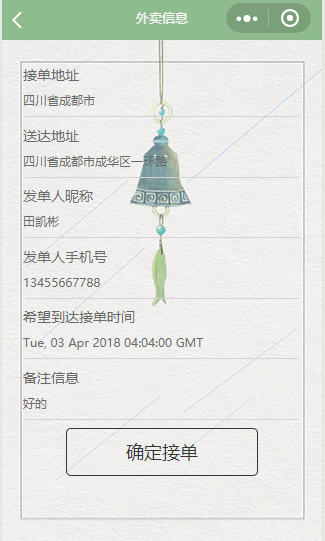 外卖信息
接单地址
四川省成都市
送达地址
四川省成都市成华区一环路
发单人昵称
田凯彬
发单人手机号
13455667788
希望到达接单时间
Tue, 03 Apr 2018 04:04:00 GMT
备注信息
好的
确定接单